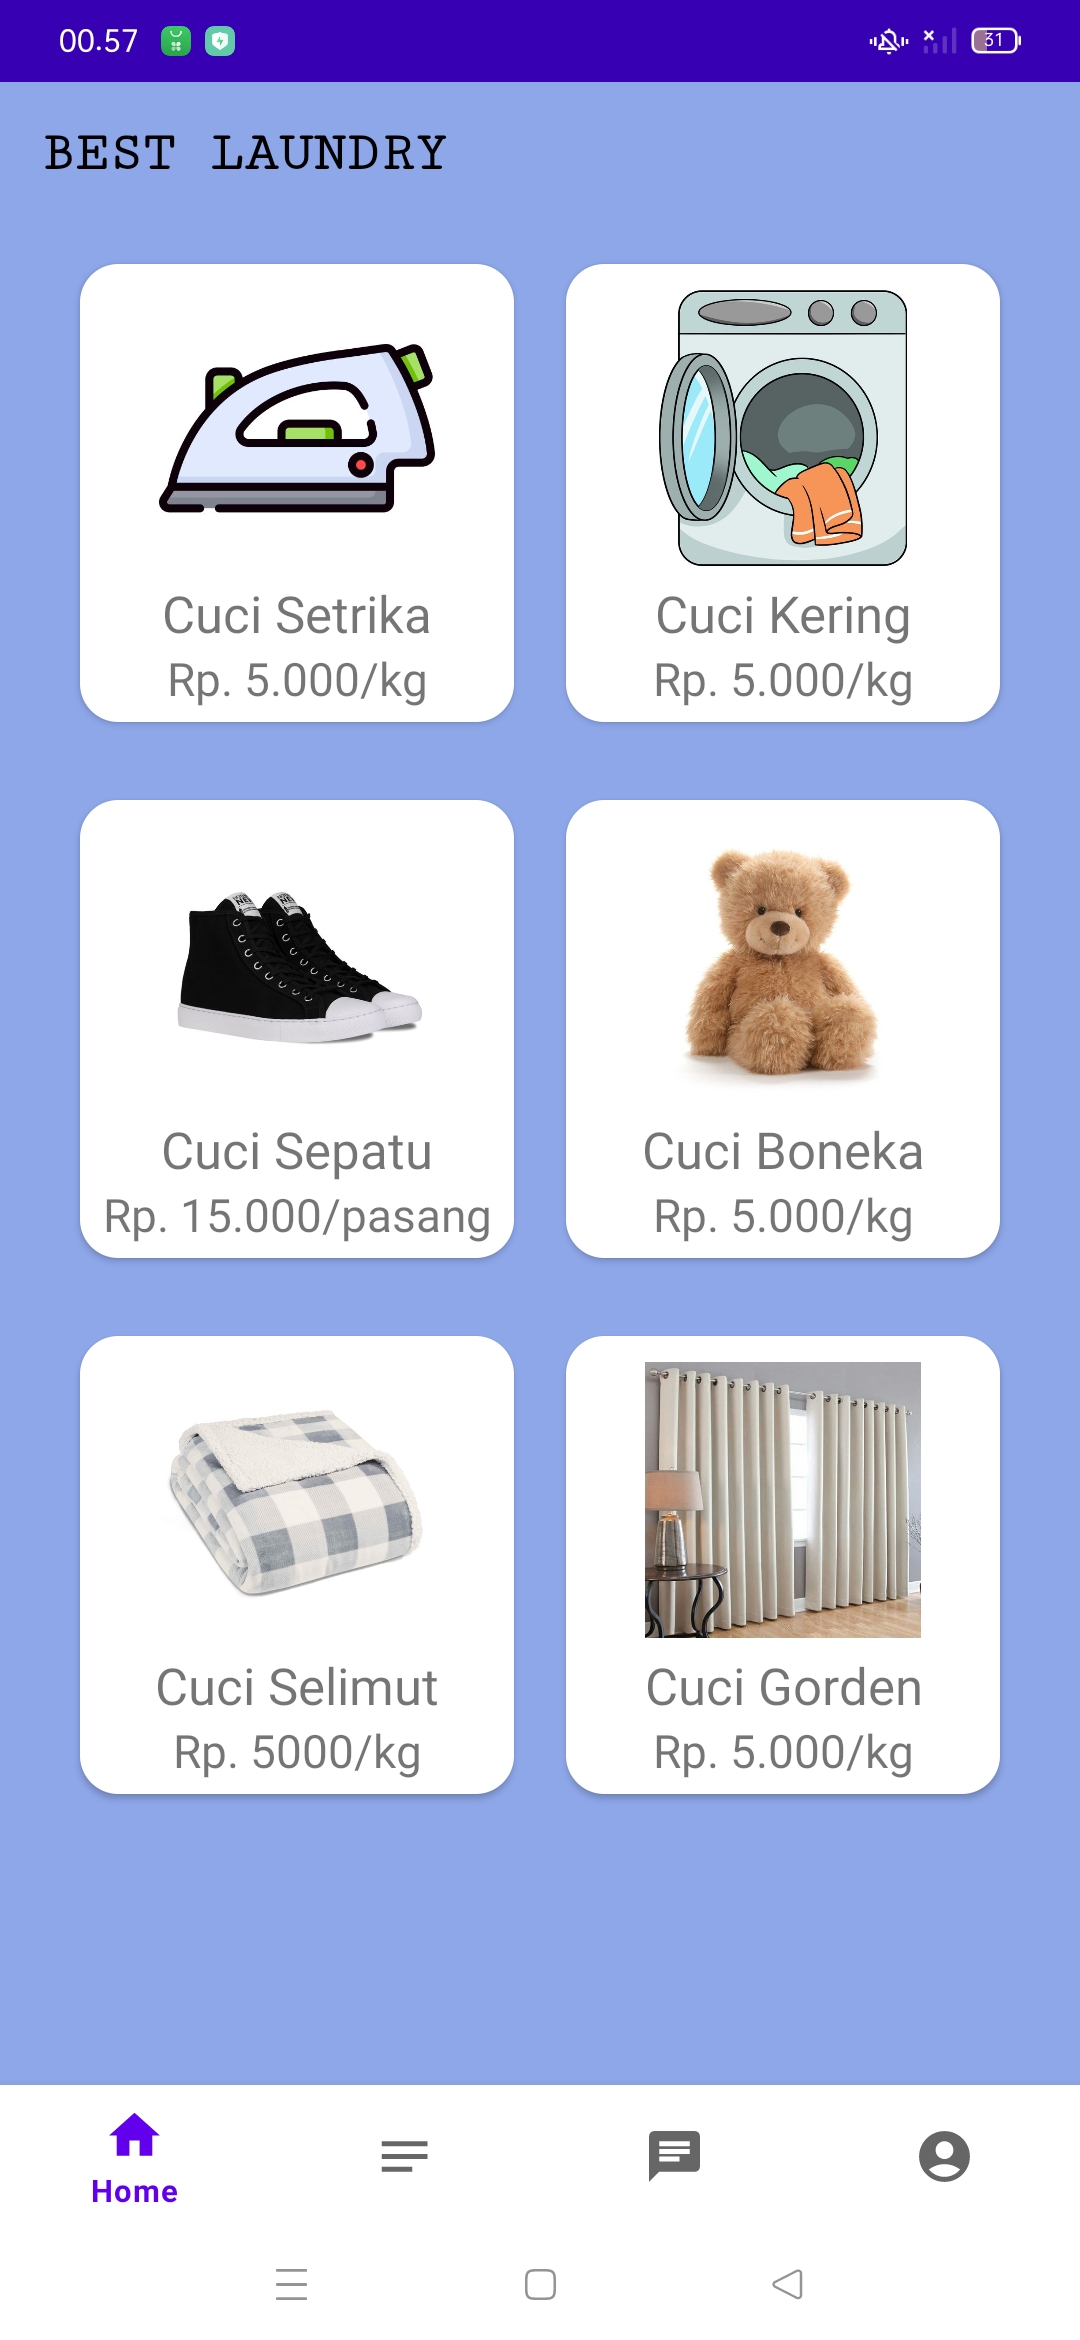 00.57
31
BEST LAUNDRY
Cuci Setrika
Rp. 5.000/kg
Cuci Kering
Rp. 5.000/kg
Cuci Sepatu
Rp. 15.000/pasang
Cuci Boneka
Rp. 5.000/kg
Cuci Selimut
Rp. 5000/kg
Cuci Gorden
Rp. 5.000/kg
Home